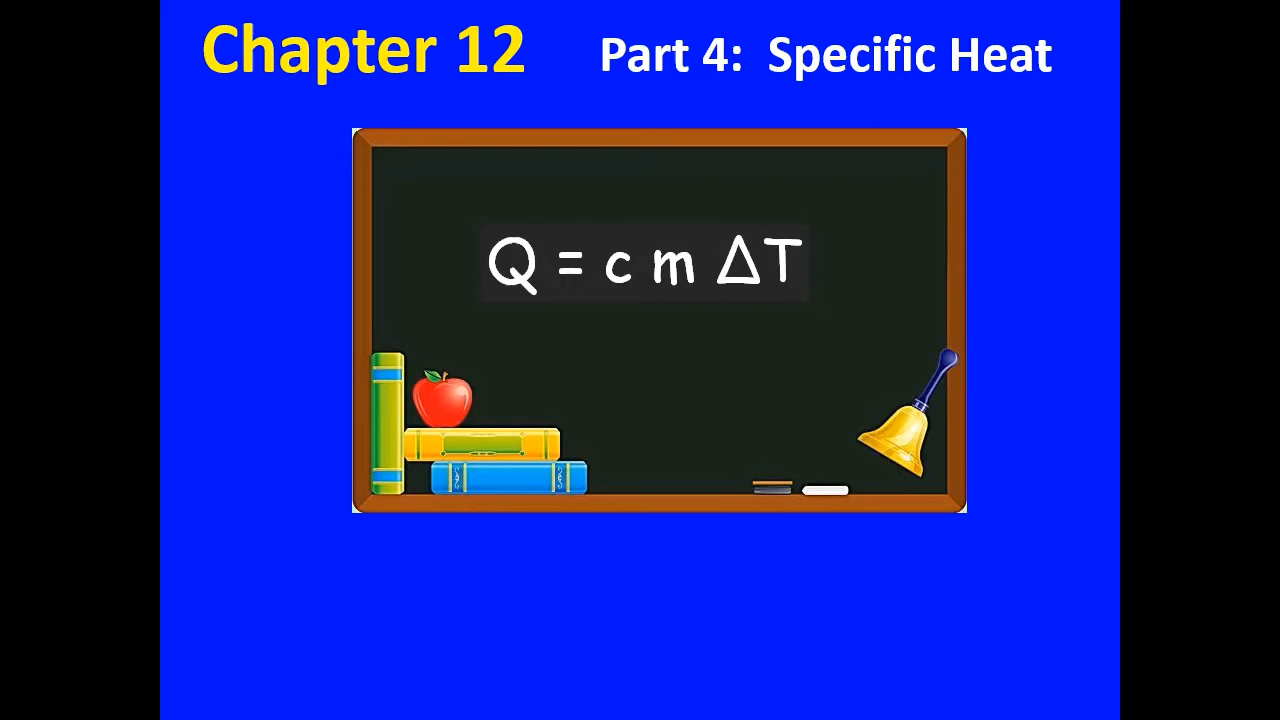 Chapter 12 Part 4: Specific Heat
Q = c m ΔT